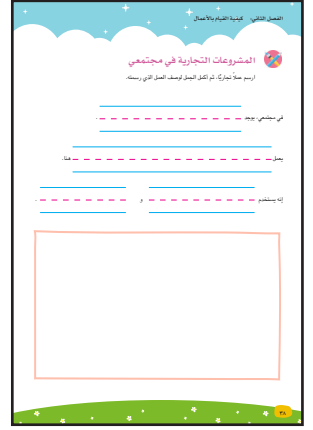 الفصل الثاني: كيفية القيام بالأعمال
المشروعات التجارية في مجتمعي
ارسم عملًا تجاريًا، ثم أكمل الجمل لوصف العمل الذي رسمته.
في مجتمعي، يوجد .
يعمل هنا.
إنه يستخدم و .
٣٨